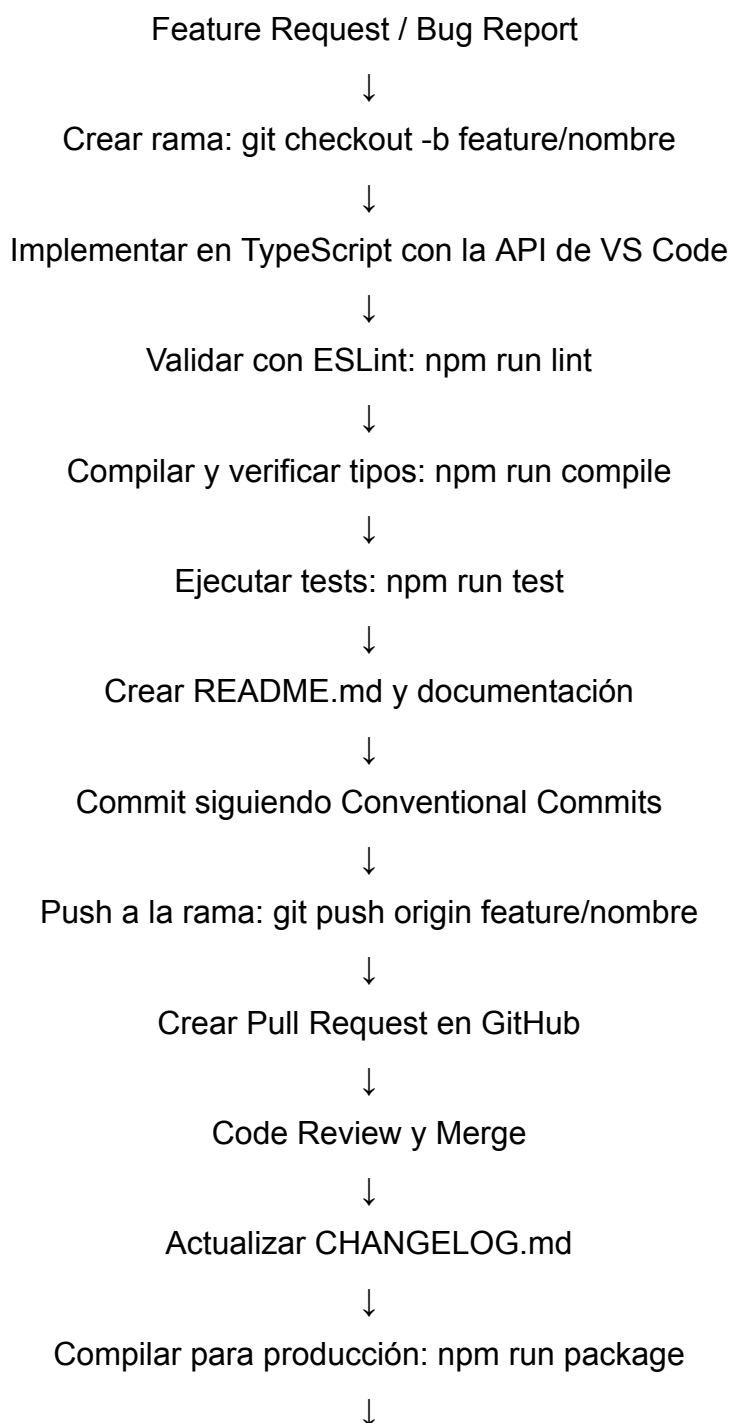 Feature Request / Bug Report
↓
Crear rama: git checkout -b feature/nombre
↓
Implementar en TypeScript con la API de VS Code
↓
Validar con ESLint: npm run lint
↓
Compilar y verificar tipos: npm run compile
↓
Ejecutar tests: npm run test
↓
Crear README.md y documentación
↓
Commit siguiendo Conventional Commits
↓
Push a la rama: git push origin feature/nombre
↓
Crear Pull Request en GitHub
↓
Code Review y Merge
↓
Actualizar CHANGELOG.md
↓
Compilar para producción: npm run package
↓